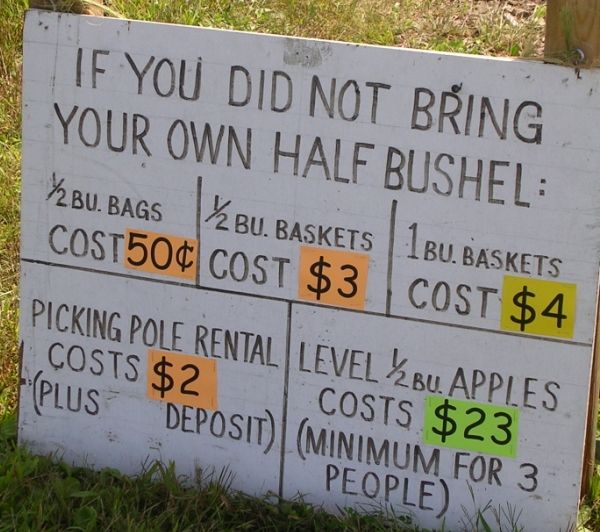 IF YOU DID NOT BRING
YOUR OWN HALF BUSHEL:
½ BU. BAGS
COST 50¢
½ BU. BASKETS
COST $3
1 BU. BASKETS
COST $4
PICKING POLE RENTAL
COSTS $2
(PLUS DEPOSIT)
LEVEL ½ BU. APPLES
COSTS $23
(MINIMUM FOR 3
PEOPLE)